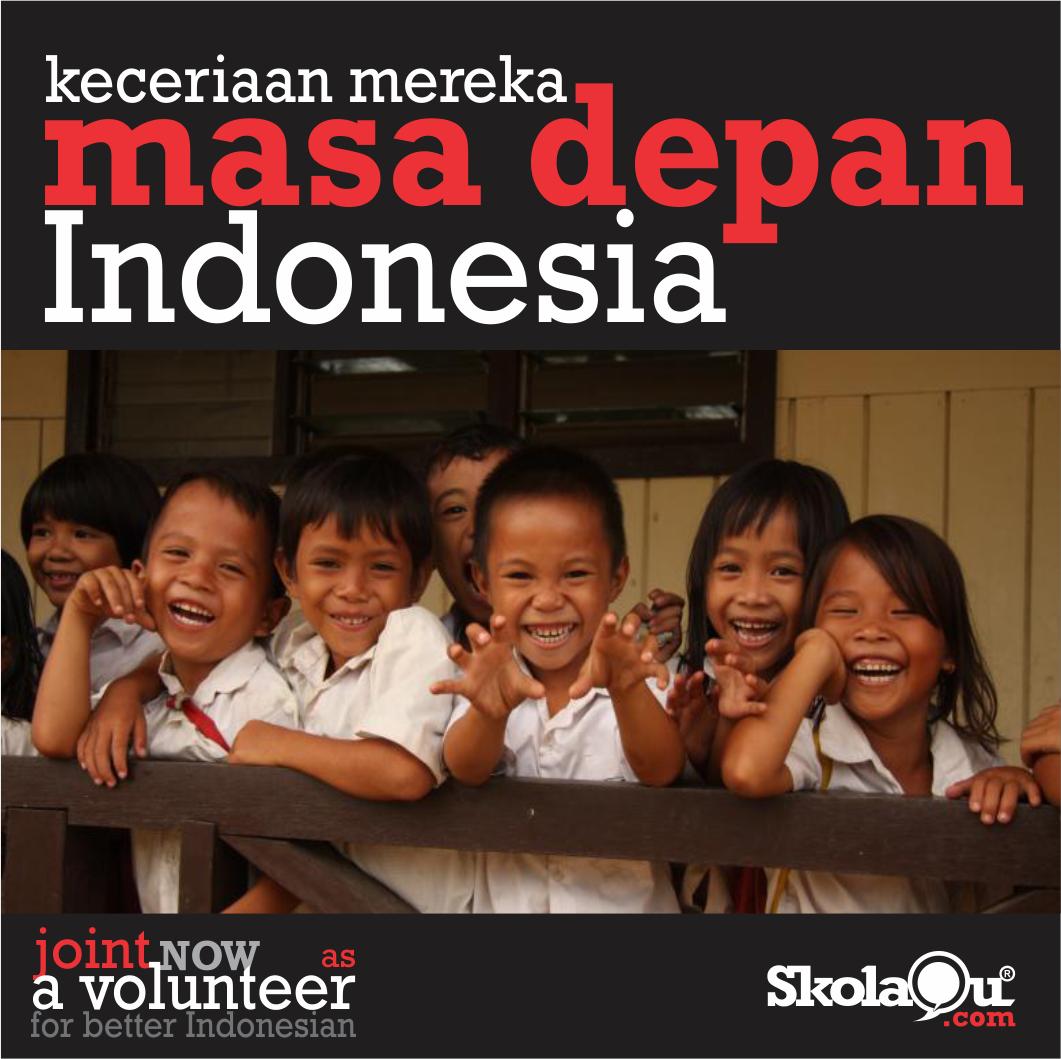 keceriaan mereka
masa depan
Indonesia
joint NOW as
a volunteer
for better Indonesian
SkolaQu®
.com